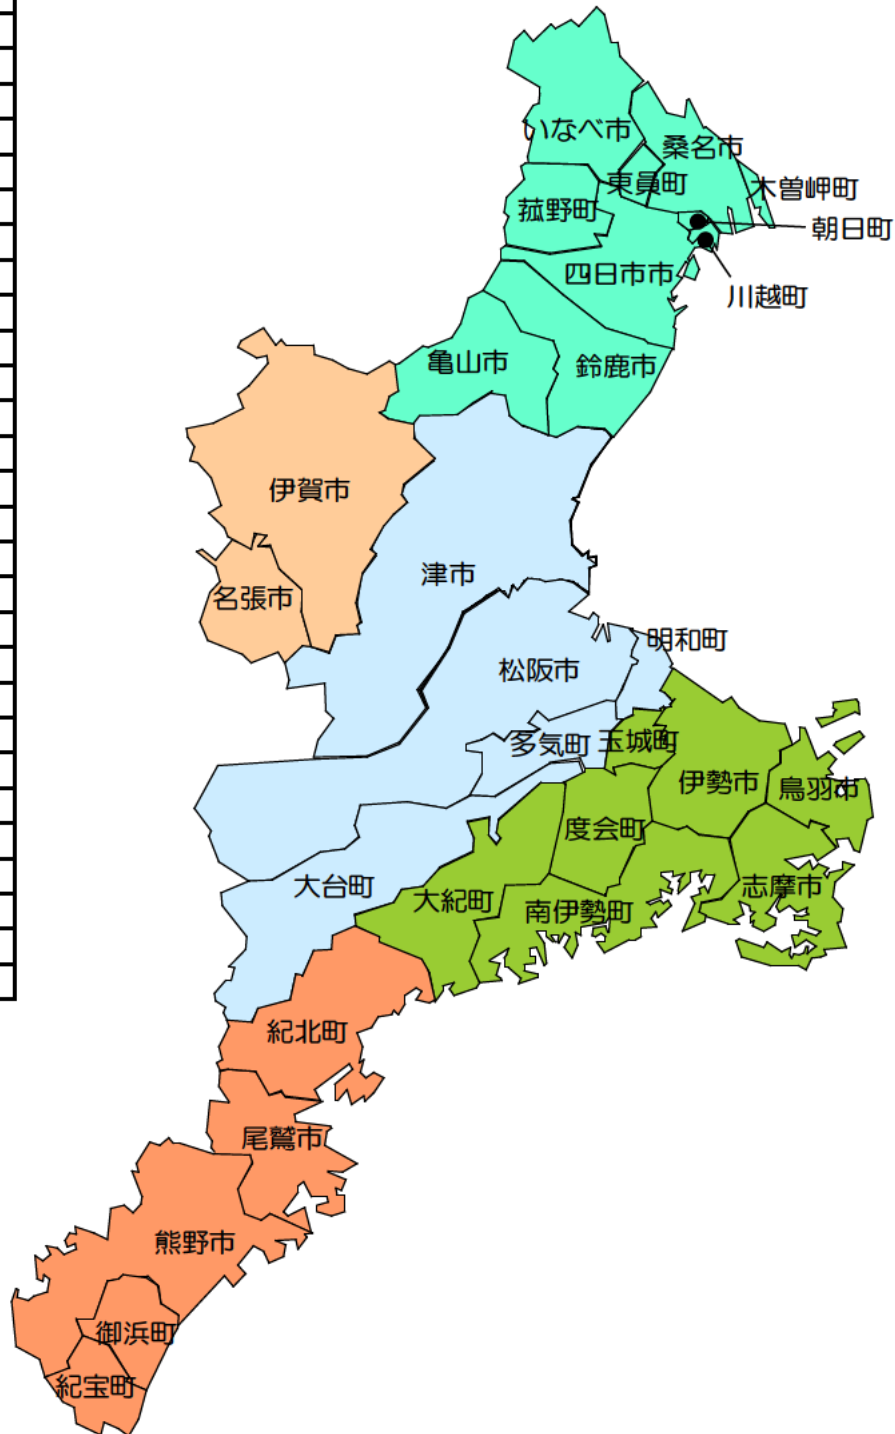 いなべ市
桑名市
東員町
木曽岬町
菰野町
朝日町
四日市市
川越町
亀山市
鈴鹿市
伊賀市
津市
名張市
明和町
松阪市
多気町
玉城町
伊勢市
鳥羽市
度会町
大台町
志摩市
大紀町
南伊勢町
紀北町
尾鷲市
熊野市
御浜町
紀宝町